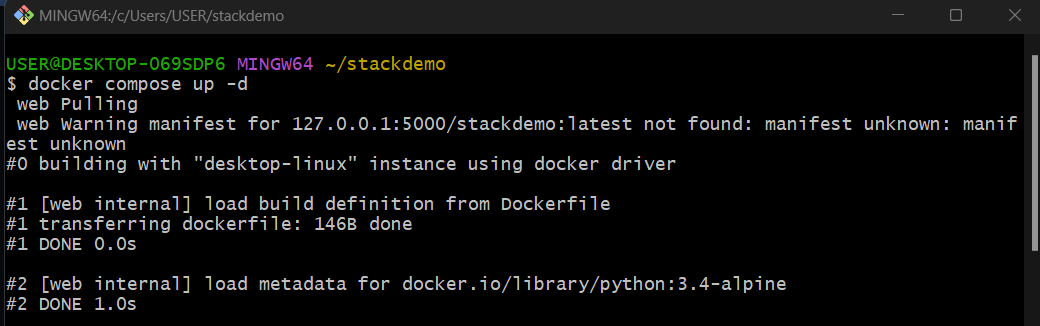 MINGW64:/c/Users/USER/stackdemo
USER@DESKTOP-069SDP6 MINGW64 ~/stackdemo
$ docker compose up -d
 web Pulling
 web Warning manifest for 127.0.0.1:5000/stackdemo:latest not found: manifest unknown: manif
est unknown
#0 building with "desktop-linux" instance using docker driver
#1 [web internal] load build definition from Dockerfile
#1 transferring dockerfile: 146B done
#1 DONE 0.0s
#2 [web internal] load metadata for docker.io/library/python:3.4-alpine
#2 DONE 1.0s